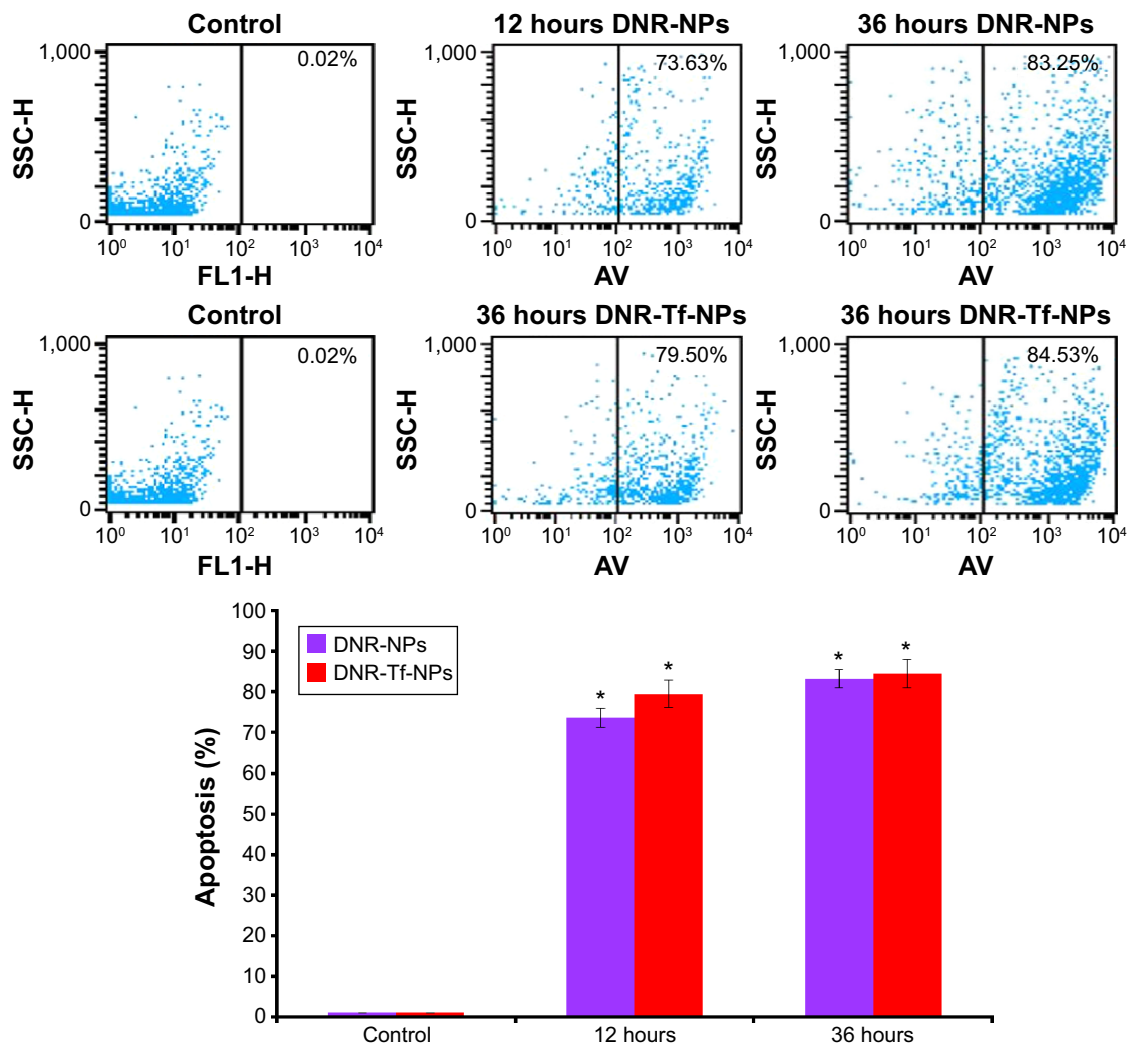 Control
12 hours DNR-NPs
36 hours DNR-NPs
1,000
0.02%
SSC-H
0
10⁰ 10¹ 10² 10³ 10⁴
FL1-H
1,000
73.63%
SSC-H
0
10⁰ 10¹ 10² 10³ 10⁴
AV
1,000
83.25%
SSC-H
0
10⁰ 10¹ 10² 10³ 10⁴
AV
Control
36 hours DNR-Tf-NPs
36 hours DNR-Tf-NPs
1,000
0.02%
SSC-H
0
10⁰ 10¹ 10² 10³ 10⁴
FL1-H
1,000
79.50%
SSC-H
0
10⁰ 10¹ 10² 10³ 10⁴
AV
1,000
84.53%
SSC-H
0
10⁰ 10¹ 10² 10³ 10⁴
AV
Apoptosis (%)
100
90
80
70
60
50
40
30
20
10
0
DNR-NPs
DNR-Tf-NPs
* * * *
Control 12 hours 36 hours